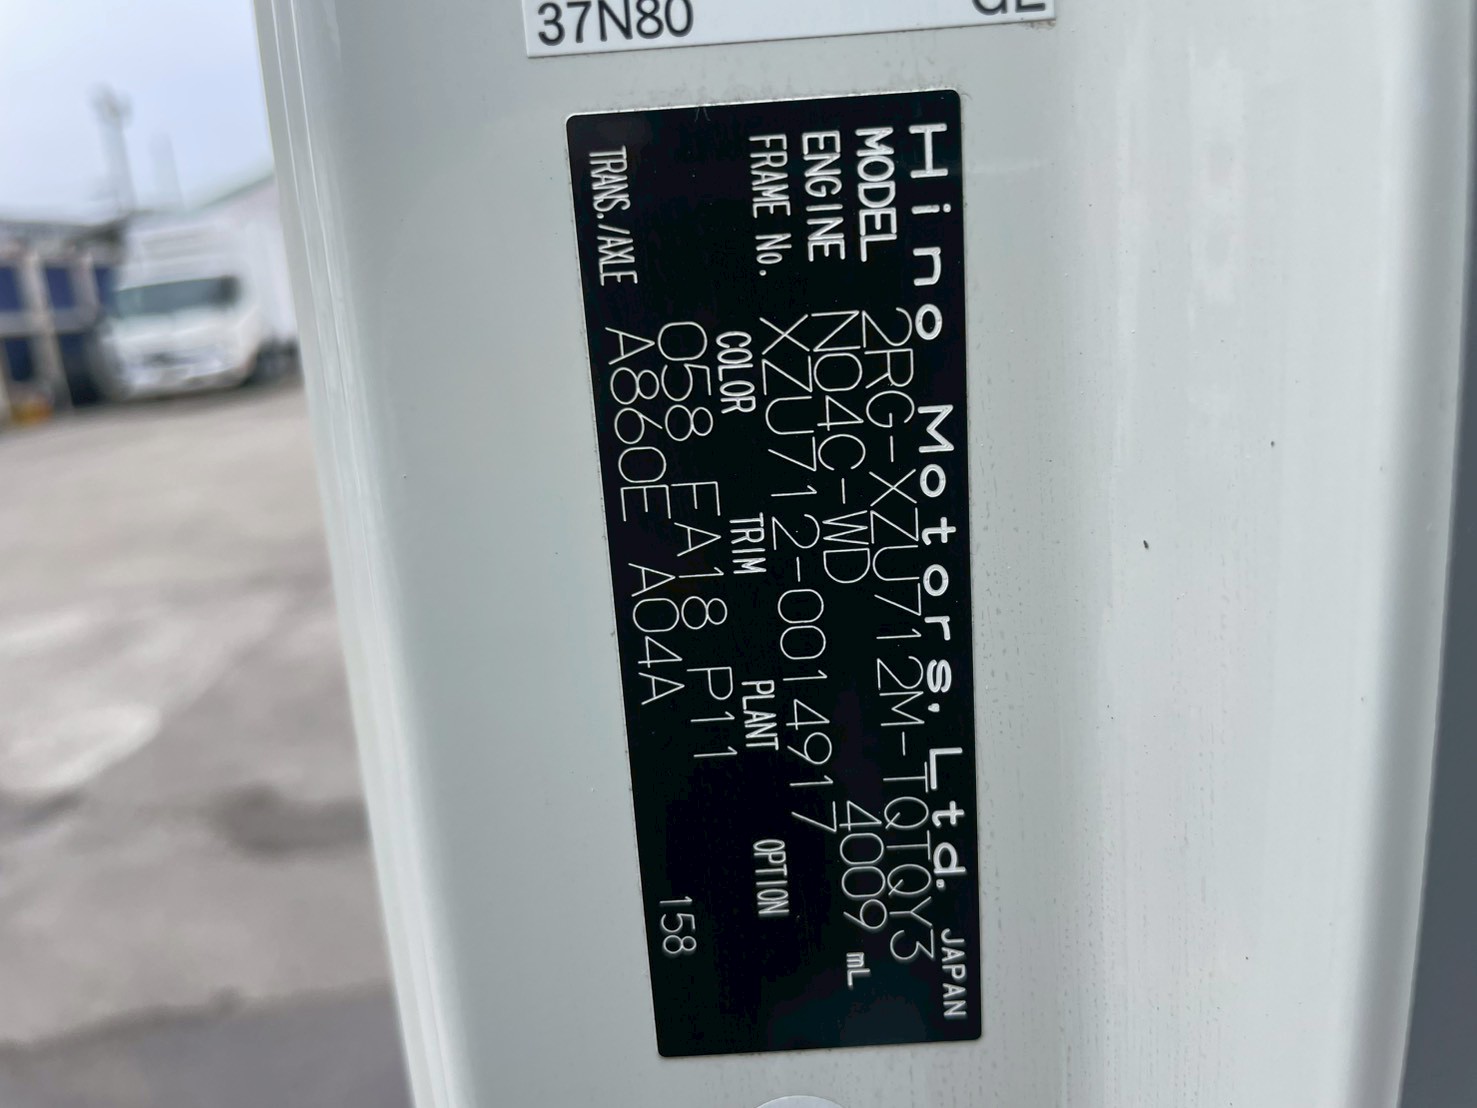 37N80
Hino Motors, Ltd. JAPAN
MODEL 2RG-XZU712M-TQTQY3
ENGINE N04C-WD 4009 mL
FRAME No. XZU712-0014917
COLOR TRIM PLANT OPTION
058 FA18 P11
TRANS./AXLE A860E A04A 158